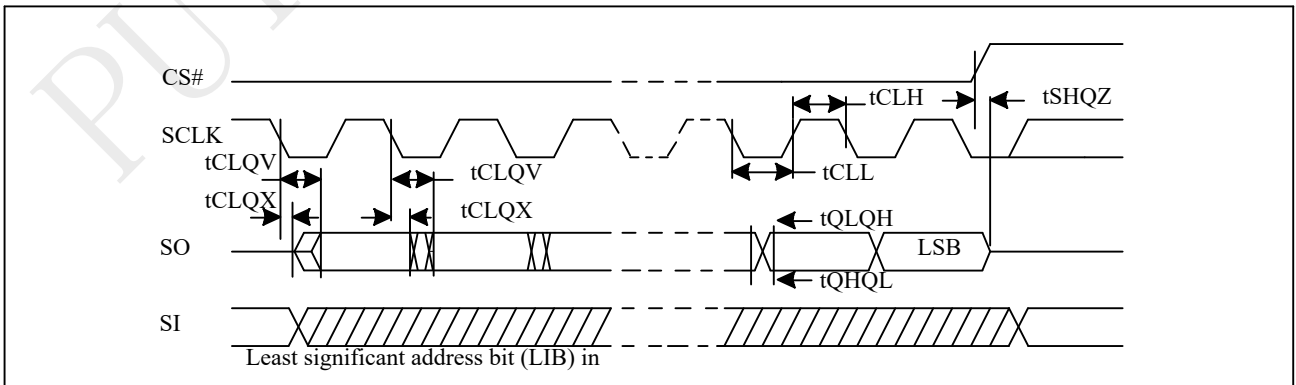 PUY
CS#
tCLH
tSHQZ
SCLK
tCLQV
tCLQV
tCLL
tCLQX
tCLQX
tQLQH
SO
LSB
tQHQL
SI
Least significant address bit (LIB) in